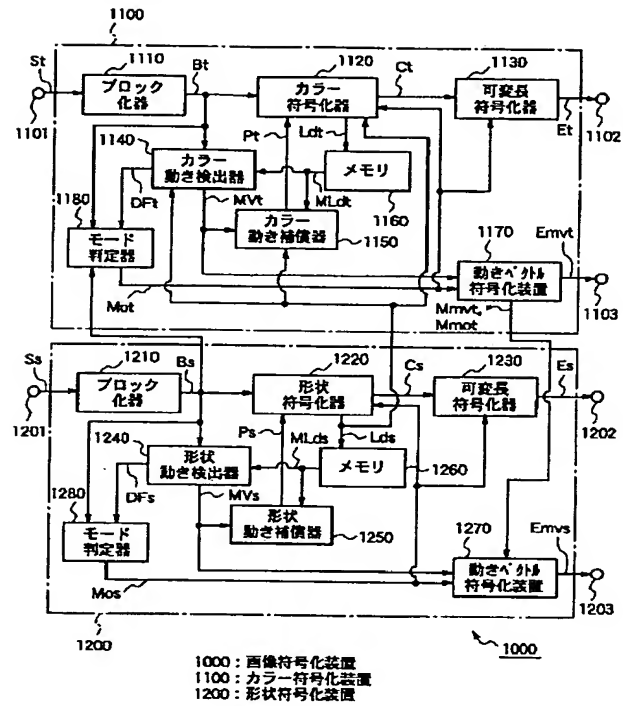 1100
St
1110
ブロック
化器
Bt
1120
カラー
符号化器
Ct
1130
可変長
符号化器
Et
1101
1102
Pt
Ldt
1140
カラー
動き検出器
メモリ
1160
MLdt
DFt
MVt
1180
モード
判定器
カラー
動き補償器
1150
1170
動きベクトル
符号化装置
Emvt
1103
Mot
Mmvt,
Mmot
Ss
1210
ブロック
化器
Bs
1220
形状
符号化器
Cs
1230
可変長
符号化器
Es
1201
1202
Ps
MLds
Lds
1240
形状
動き検出器
メモリ
1260
DFs
MVs
1280
モード
判定器
形状
動き補償器
1250
1270
動きベクトル
符号化装置
Emvs
1203
Mos
1200
1000
1000：画像符号化装置
1100：カラー符号化装置
1200：形状符号化装置